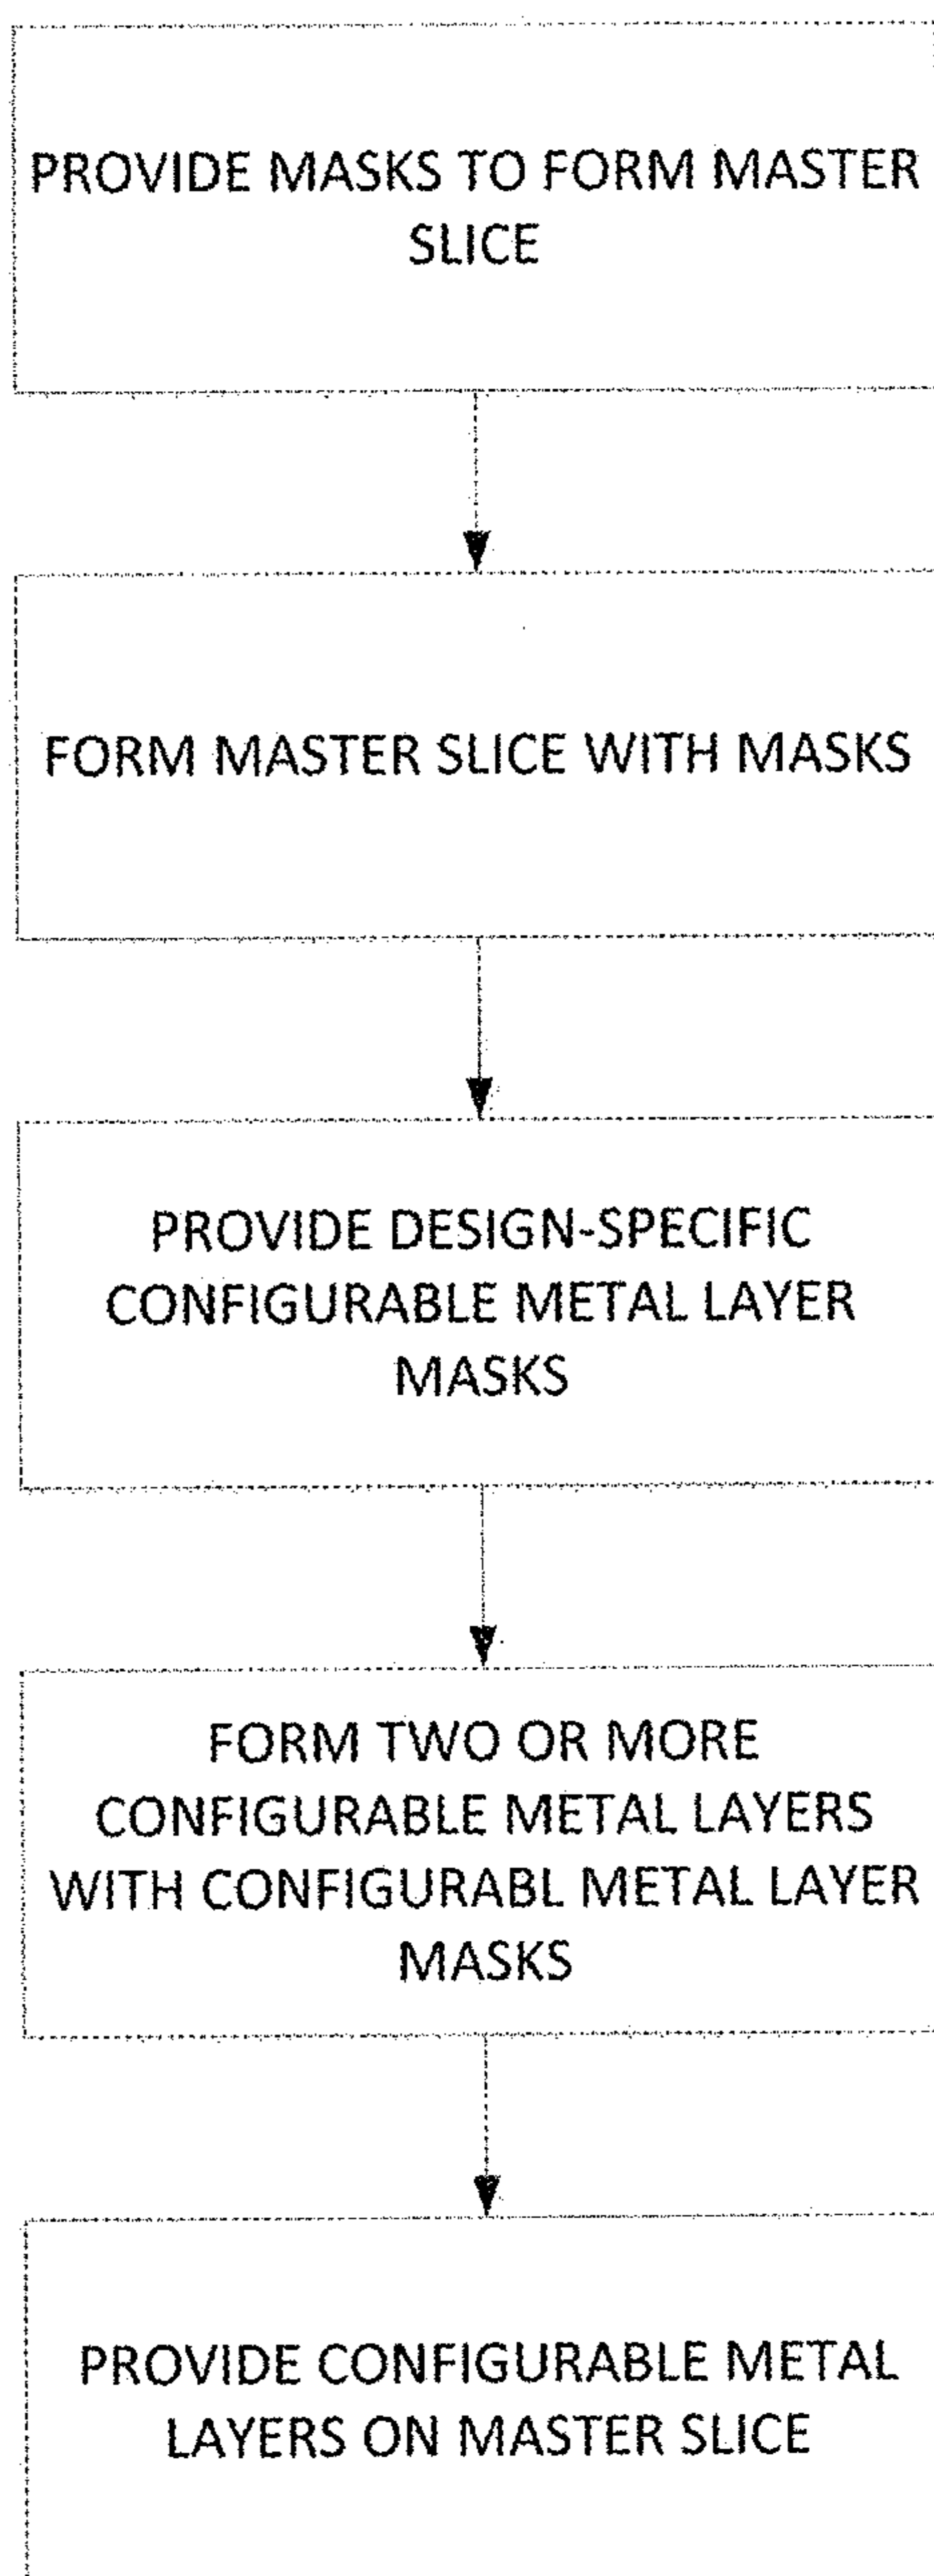 PROVIDE MASKS TO FORM MASTER
SLICE
FORM MASTER SLICE WITH MASKS
PROVIDE DESIGN-SPECIFIC
CONFIGURABLE METAL LAYER
MASKS
FORM TWO OR MORE
CONFIGURABLE METAL LAYERS
WITH CONFIGURABL METAL LAYER
MASKS
PROVIDE CONFIGURABLE METAL
LAYERS ON MASTER SLICE